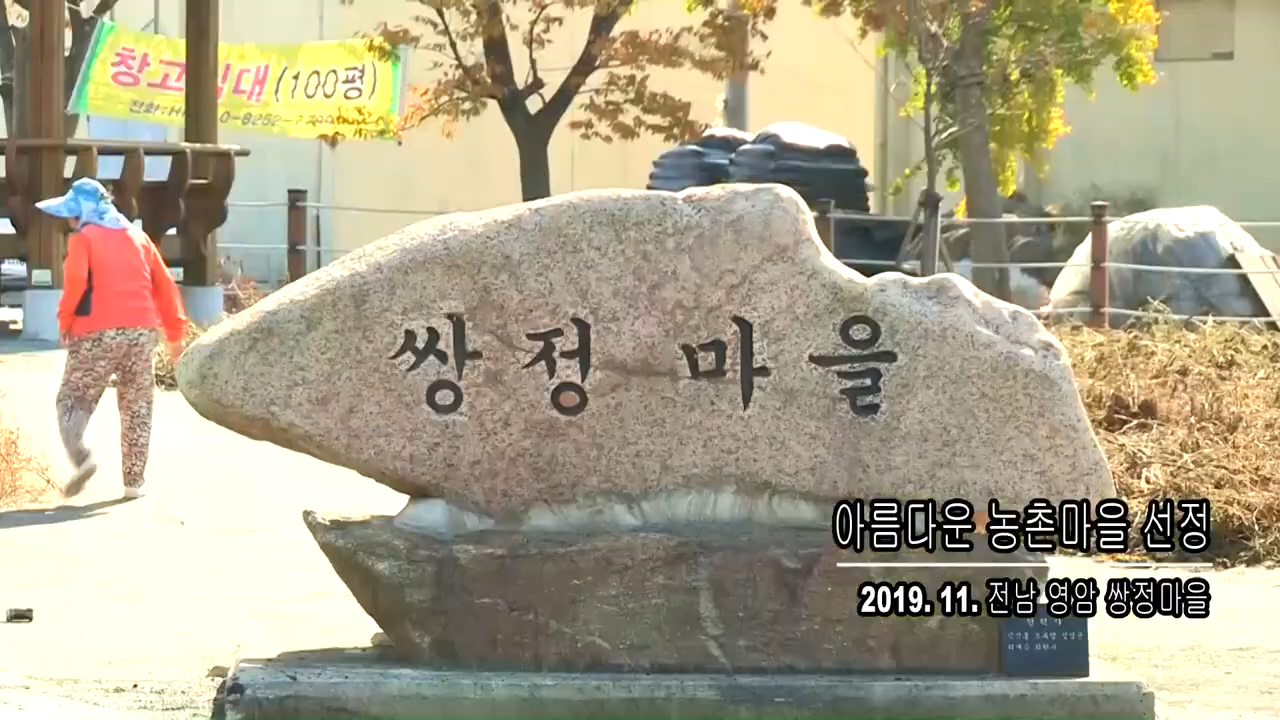 창고임대(100평)
쌍정 마을
아름다운 농촌마을 선정
2019. 11. 전남 영암 쌍정마을